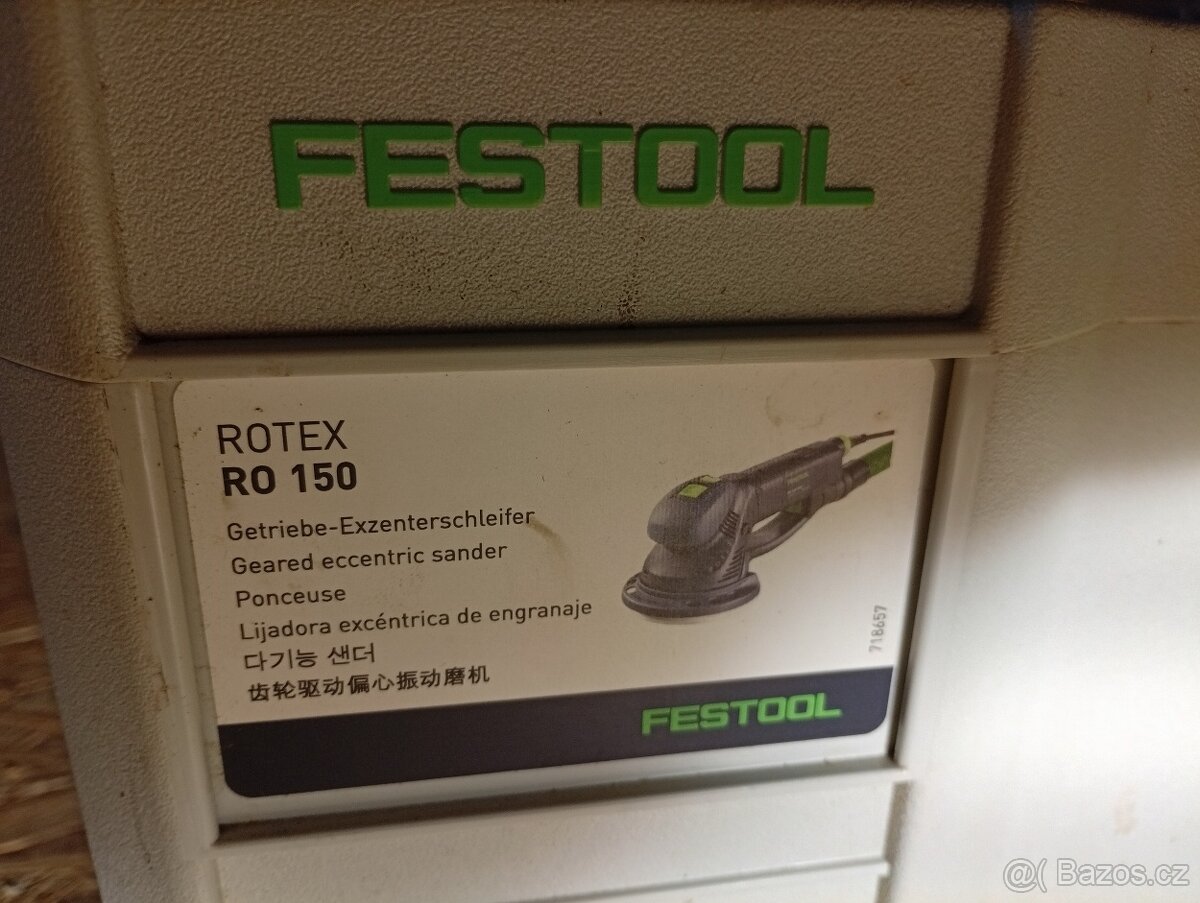 FESTOOL
ROTEX
RO 150
Getriebe-Exzenterschleifer
Geared eccentric sander
Ponceuse
Lijadora excéntrica de engranaje
다기능 샌더
齿轮驱动偏心振动磨机
718657
FESTOOL
@( Bazos.cz